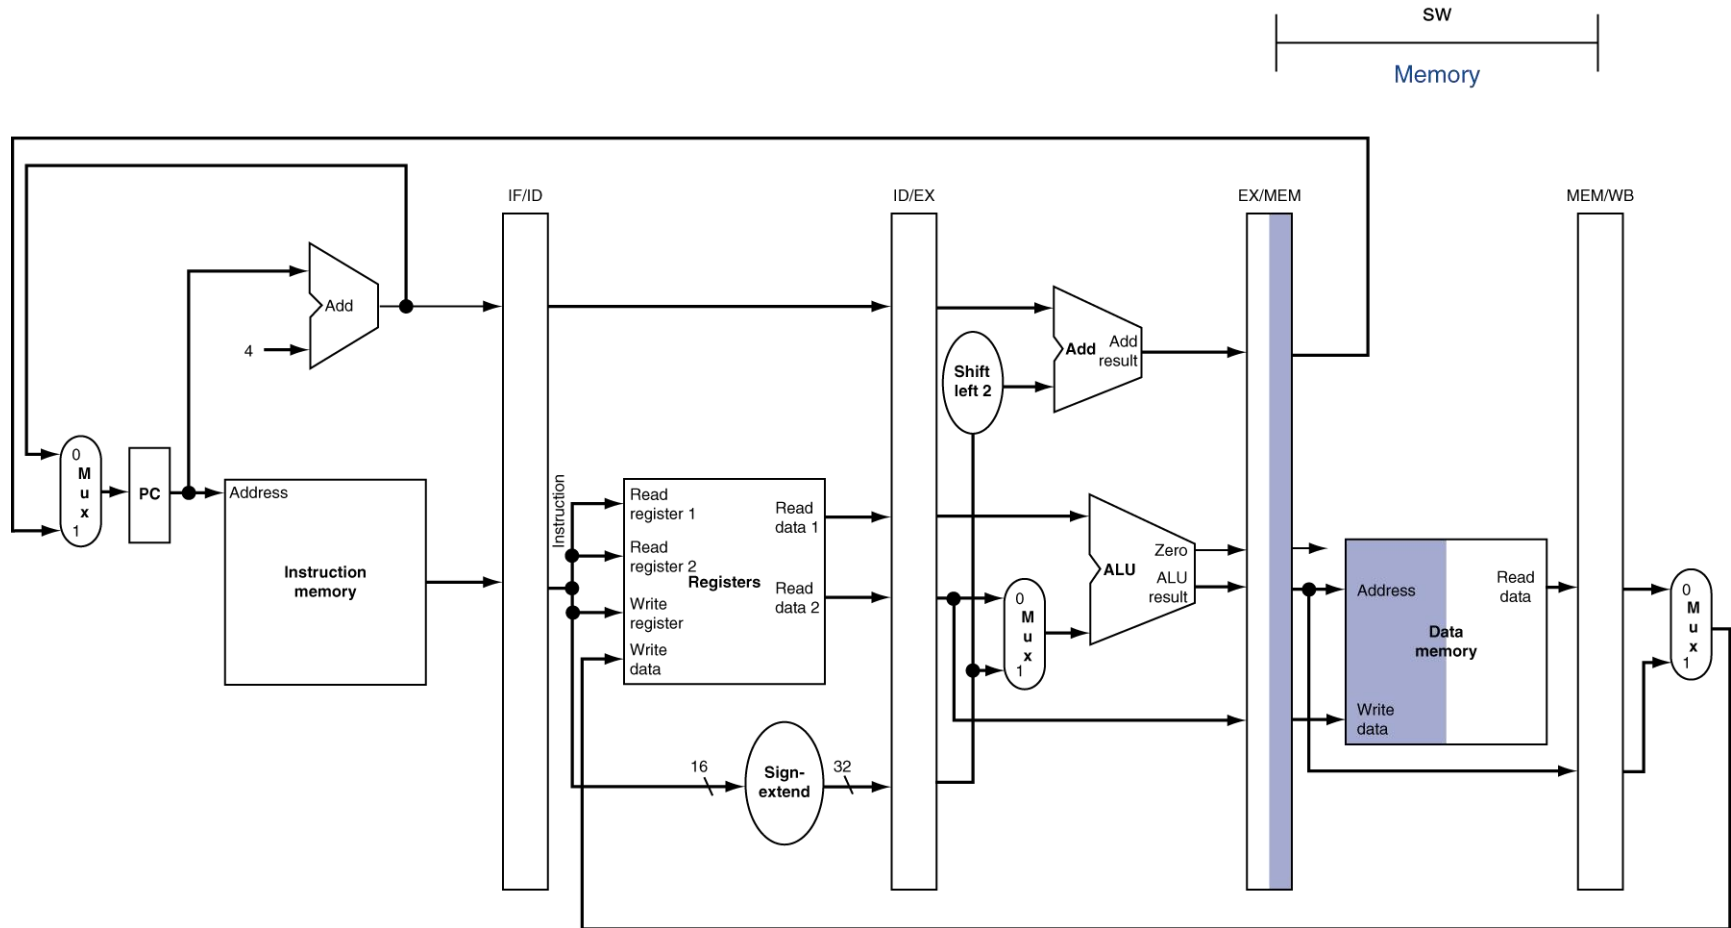 SW
Memory
IF/ID
ID/EX
EX/MEM
MEM/WB
Add
4
Add
Add
result
Shift
left 2
0
M
u
x
1
PC
Address
Instruction
memory
Instruction
Read
register 1
Read
register 2
Write
register
Write
data
Registers
Read
data 1
Read
data 2
16
Sign-
extend
32
0
M
u
x
1
ALU
Zero
ALU
result
Address
Write
data
Data
memory
Read
data
0
M
u
x
1